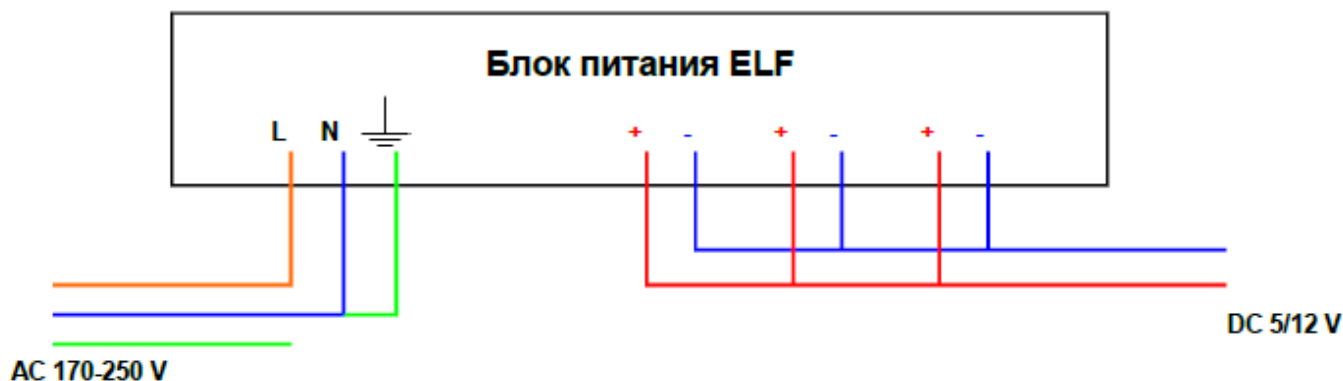 Блок питания ELF
L N + - + - + -
DC 5/12 V
AC 170-250 V